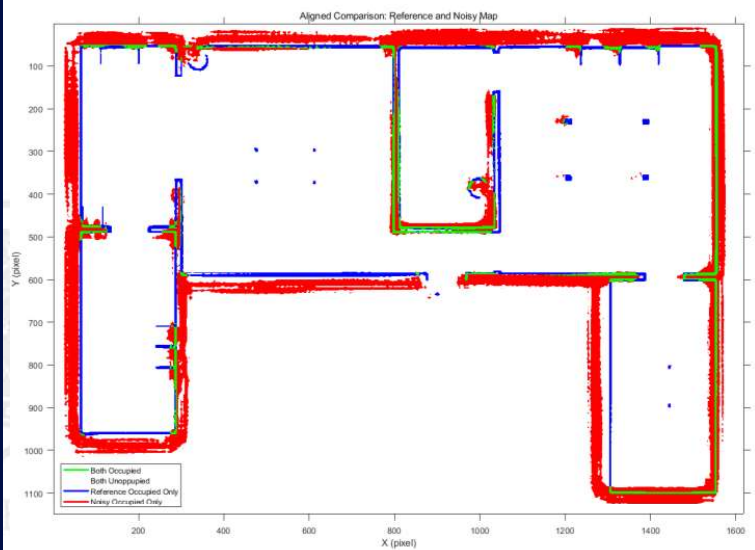 Aligned Comparison: Reference and Noisy Map
Y (pixel)
100
200
300
400
500
600
700
800
900
1000
1100
Both Occupied
Both Unoppupied
Reference Occupied Only
Noisy Occupied Only
200
400
600
800
1000
1200
1400
1600
X (pixel)